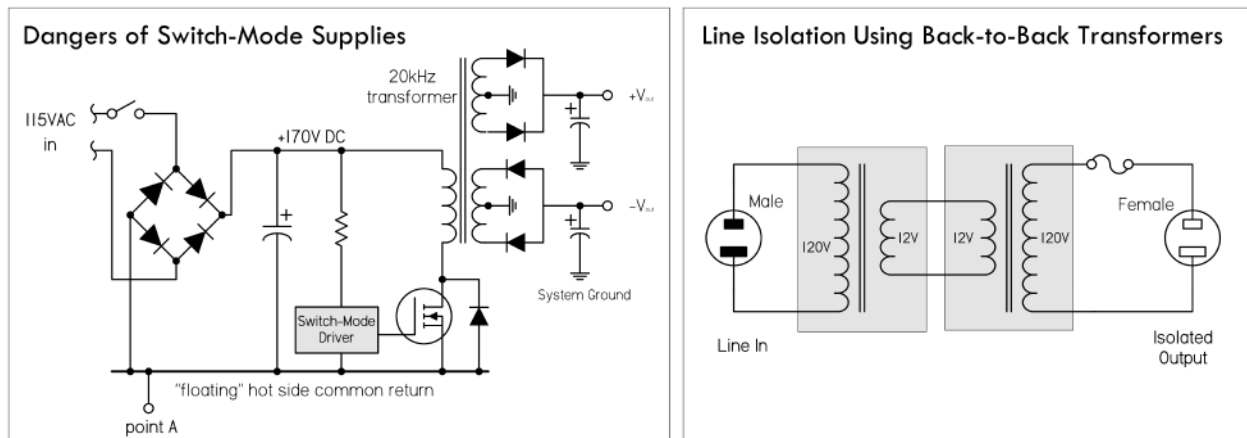 Dangers of Switch-Mode Supplies
20kHz
transformer
115VAC
in
+170V DC
+
+
+Vout
+
-Vout
System Ground
Switch-Mode
Driver
"floating" hot side common return
point A
Line Isolation Using Back-to-Back Transformers
Male
120V
12V
12V
120V
Female
Line In
Isolated
Output